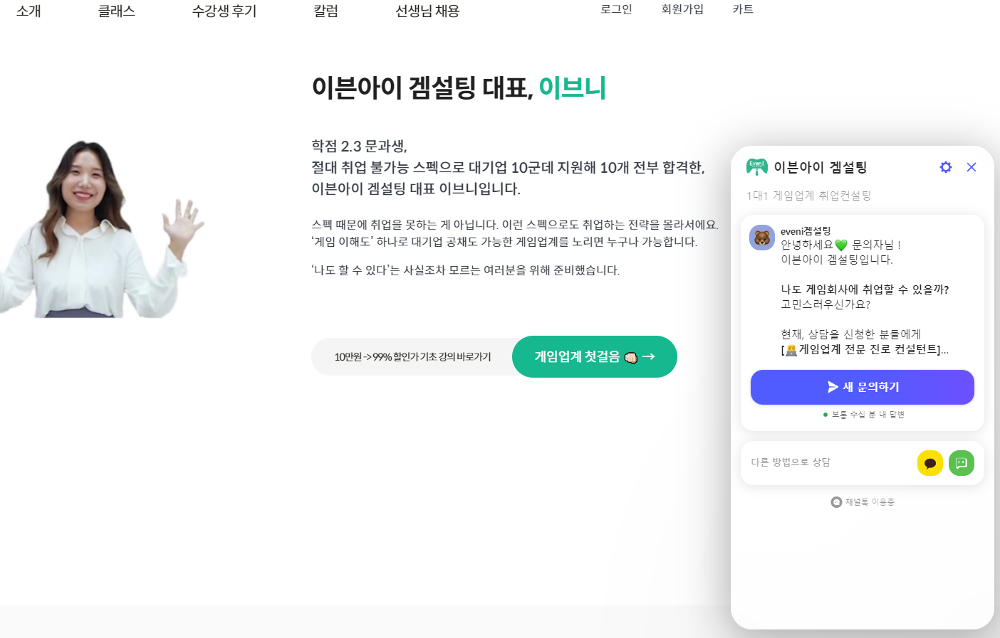 소개 클래스 수강생 후기 칼럼 선생님 채용 로그인 회원가입 카트
이븐아이 겜설팅 대표, 이브니
학점 2.3 문과생,
절대 취업 불가능 스펙으로 대기업 10군데 지원해 10개 전부 합격한,
이븐아이 겜설팅 대표 이브니입니다.
스펙 때문에 취업을 못하는 게 아닙니다. 이런 스펙으로도 취업하는 전략을 몰라서에요.
‘게임 이해도’ 하나로 대기업 공채도 가능한 게임업계를 노리면 누구나 가능합니다.
‘나도 할 수 있다’는 사실조차 모르는 여러분을 위해 준비했습니다.
10만원 -> 99% 할인가 기초 강의 바로가기
게임업계 첫걸음 👊🏻 →
Eveni
이븐아이 겜설팅
1대1 게임업계 취업컨설팅
eveni겜설팅
안녕하세요💚 문의자님 !
이븐아이 겜설팅입니다.
나도 게임회사에 취업할 수 있을까?
고민스러우신가요?
현재, 상담을 신청한 분들에게
[👨‍💻게임업계 전문 진로 컨설턴트]...
새 문의하기
보통 수십 분 내 답변
다른 방법으로 상담
채널톡 이용중